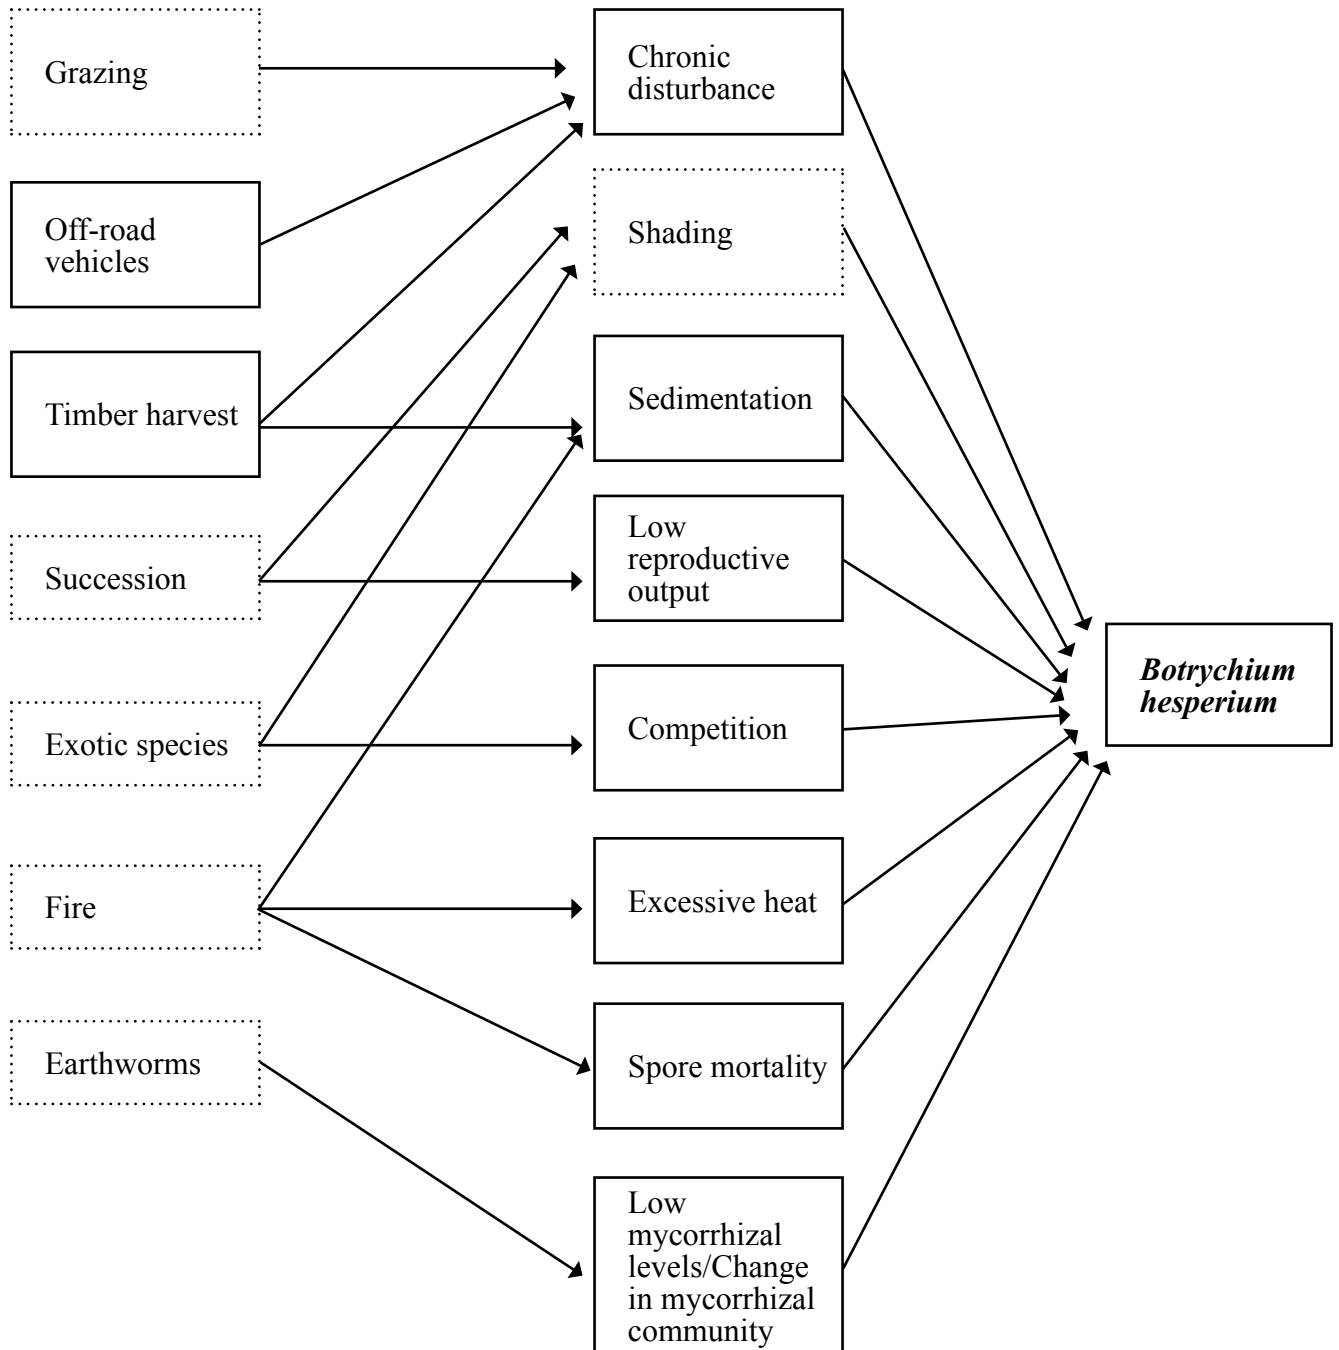 Grazing
Off-road
vehicles
Timber harvest
Succession
Exotic species
Fire
Earthworms
Chronic
disturbance
Shading
Sedimentation
Low
reproductive
output
Competition
Excessive heat
Spore mortality
Low
mycorrhizal
levels/Change
in mycorrhizal
community
Botrychium
hesperium